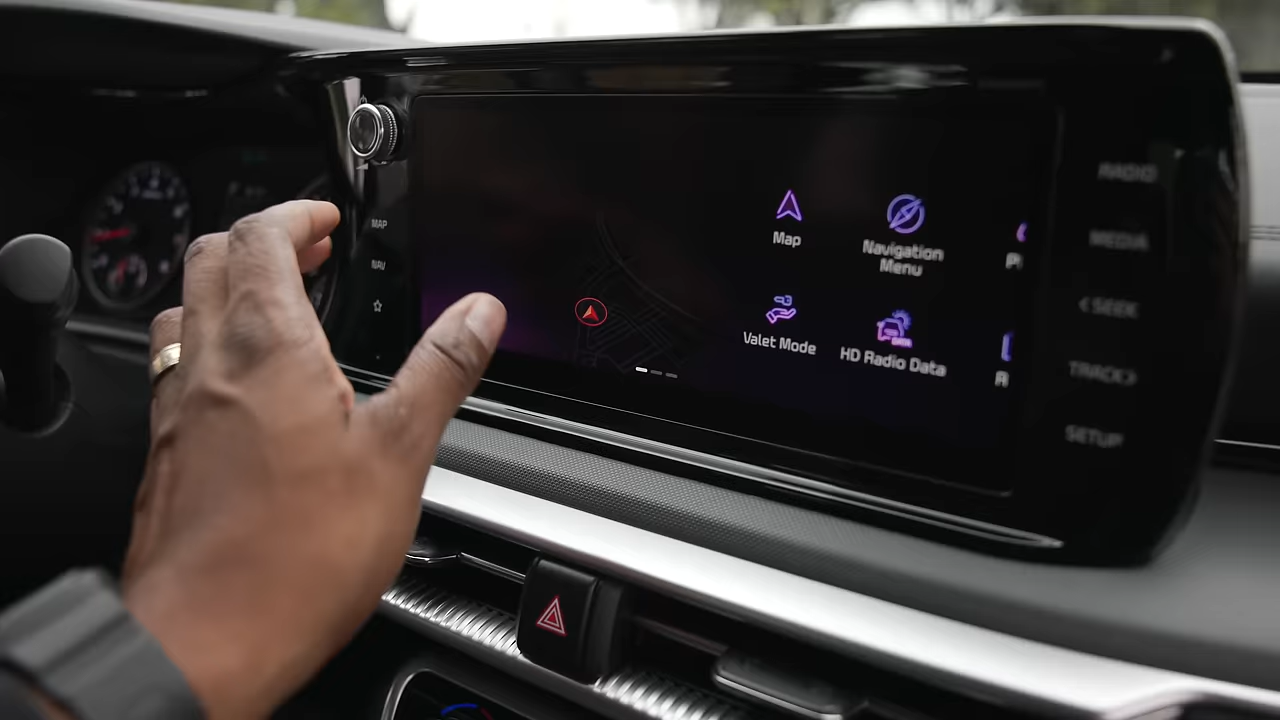 MAP
NAV
Map
Navigation
Menu
Valet Mode
HD Radio Data
RADIO
MEDIA
< SEEK
TRACK >
SETUP